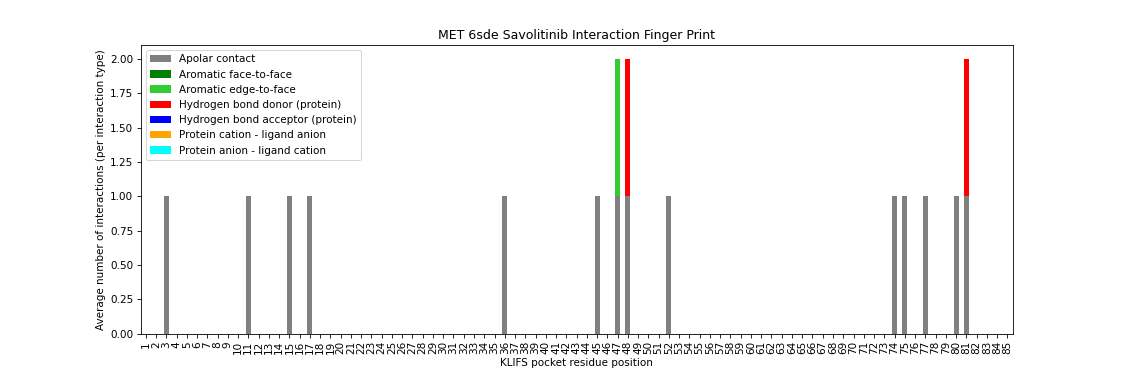 MET 6sde Savolitinib Interaction Finger Print
Average number of interactions (per interaction type)
2.00
1.75
1.50
1.25
1.00
0.75
0.50
0.25
0.00
Apolar contact
Aromatic face-to-face
Aromatic edge-to-face
Hydrogen bond donor (protein)
Hydrogen bond acceptor (protein)
Protein cation - ligand anion
Protein anion - ligand cation
1 2 3 4 5 6 7 8 9 10 11 12 13 14 15 16 17 18 19 20 21 22 23 24 25 26 27 28 29 30 31 32 33 34 35 36 37 38 39 40 41 42 43 44 45 46 47 48 49 50 51 52 53 54 55 56 57 58 59 60 61 62 63 64 65 66 67 68 69 70 71 72 73 74 75 76 77 78 79 80 81 82 83 84 85
KLIFS pocket residue position